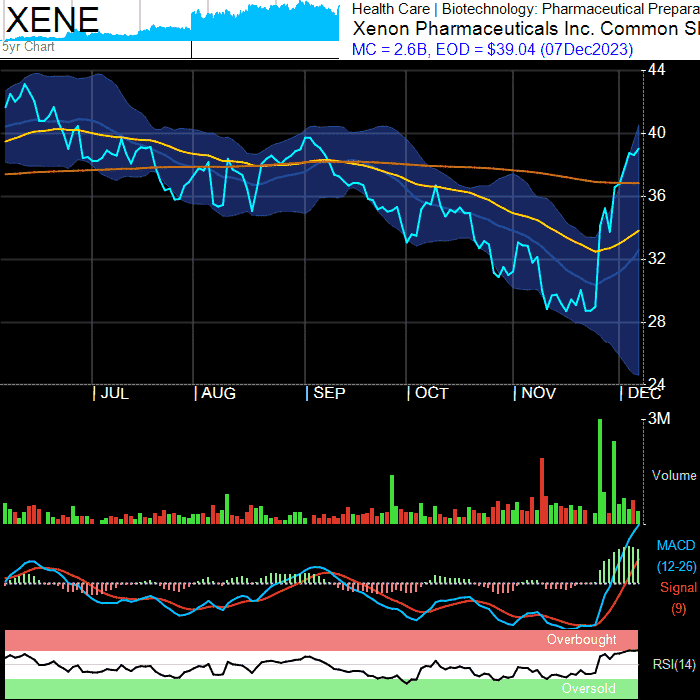 XENE
5yr Chart
Health Care | Biotechnology: Pharmaceutical Prepara
Xenon Pharmaceuticals Inc. Common Sh
MC = 2.6B, EOD = $39.04 (07Dec2023)
44
40
36
32
28
24
| JUL | AUG | SEP | OCT | NOV | DEC
3M
Volume
MACD
(12-26)
Signal
(9)
Overbought
RSI(14)
Oversold